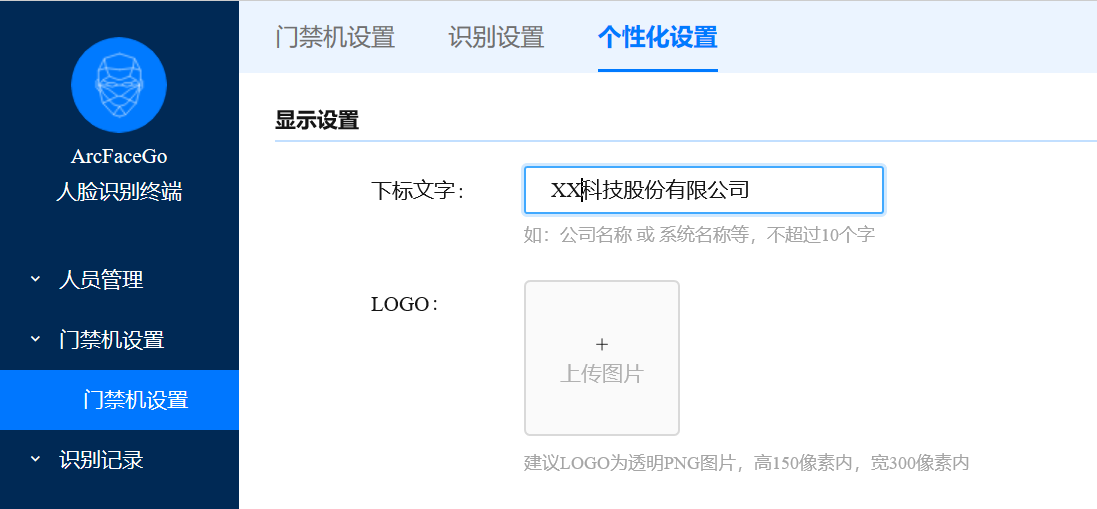 门禁机设置 识别设置 个性化设置
ArcFaceGo
人脸识别终端
人员管理
门禁机设置
门禁机设置
识别记录
显示设置
下标文字: XX科技股份有限公司
如：公司名称 或 系统名称等，不超过10个字
LOGO:
+
上传图片
建议LOGO为透明PNG图片，高150像素内，宽300像素内